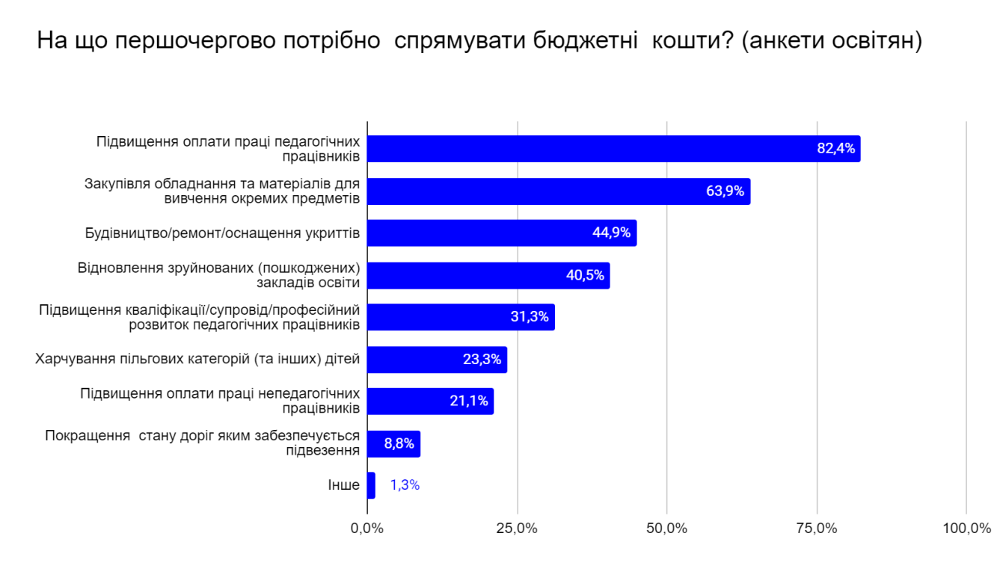 На що першочергово потрібно  спрямувати бюджетні  кошти? (анкети освітян)
Підвищення оплати праці педагогічних
працівників
82,4%
Закупівля обладнання та матеріалів для
вивчення окремих предметів
63,9%
Будівництво/ремонт/оснащення укриттів
44,9%
Відновлення зруйнованих (пошкоджених)
закладів освіти
40,5%
Підвищення кваліфікації/супровід/професійний
розвиток педагогічних працівників
31,3%
Харчування пільгових категорій (та інших) дітей
23,3%
Підвищення оплати праці непедагогічних
працівників
21,1%
Покращення  стану доріг яким забезпечується
підвезення
8,8%
Інше
1,3%
0,0%
25,0%
50,0%
75,0%
100,0%